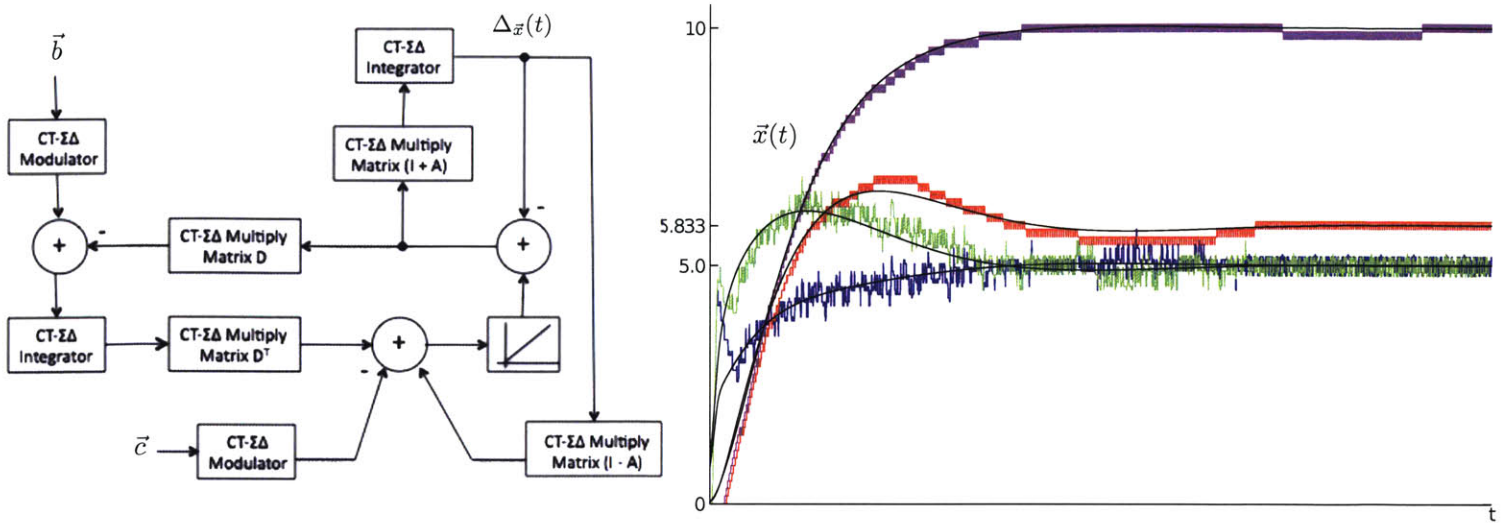 b⃗
Δ_x⃗(t)
CT-ΣΔ
Integrator
CT-ΣΔ
Modulator
CT-ΣΔ Multiply
Matrix (I + A)
-
+
-
CT-ΣΔ Multiply
Matrix D
+
CT-ΣΔ
Integrator
CT-ΣΔ Multiply
Matrix Dᵀ
+
-
c⃗
CT-ΣΔ
Modulator
CT-ΣΔ Multiply
Matrix (I - A)
10
x⃗(t)
5.833
5.0
0
t